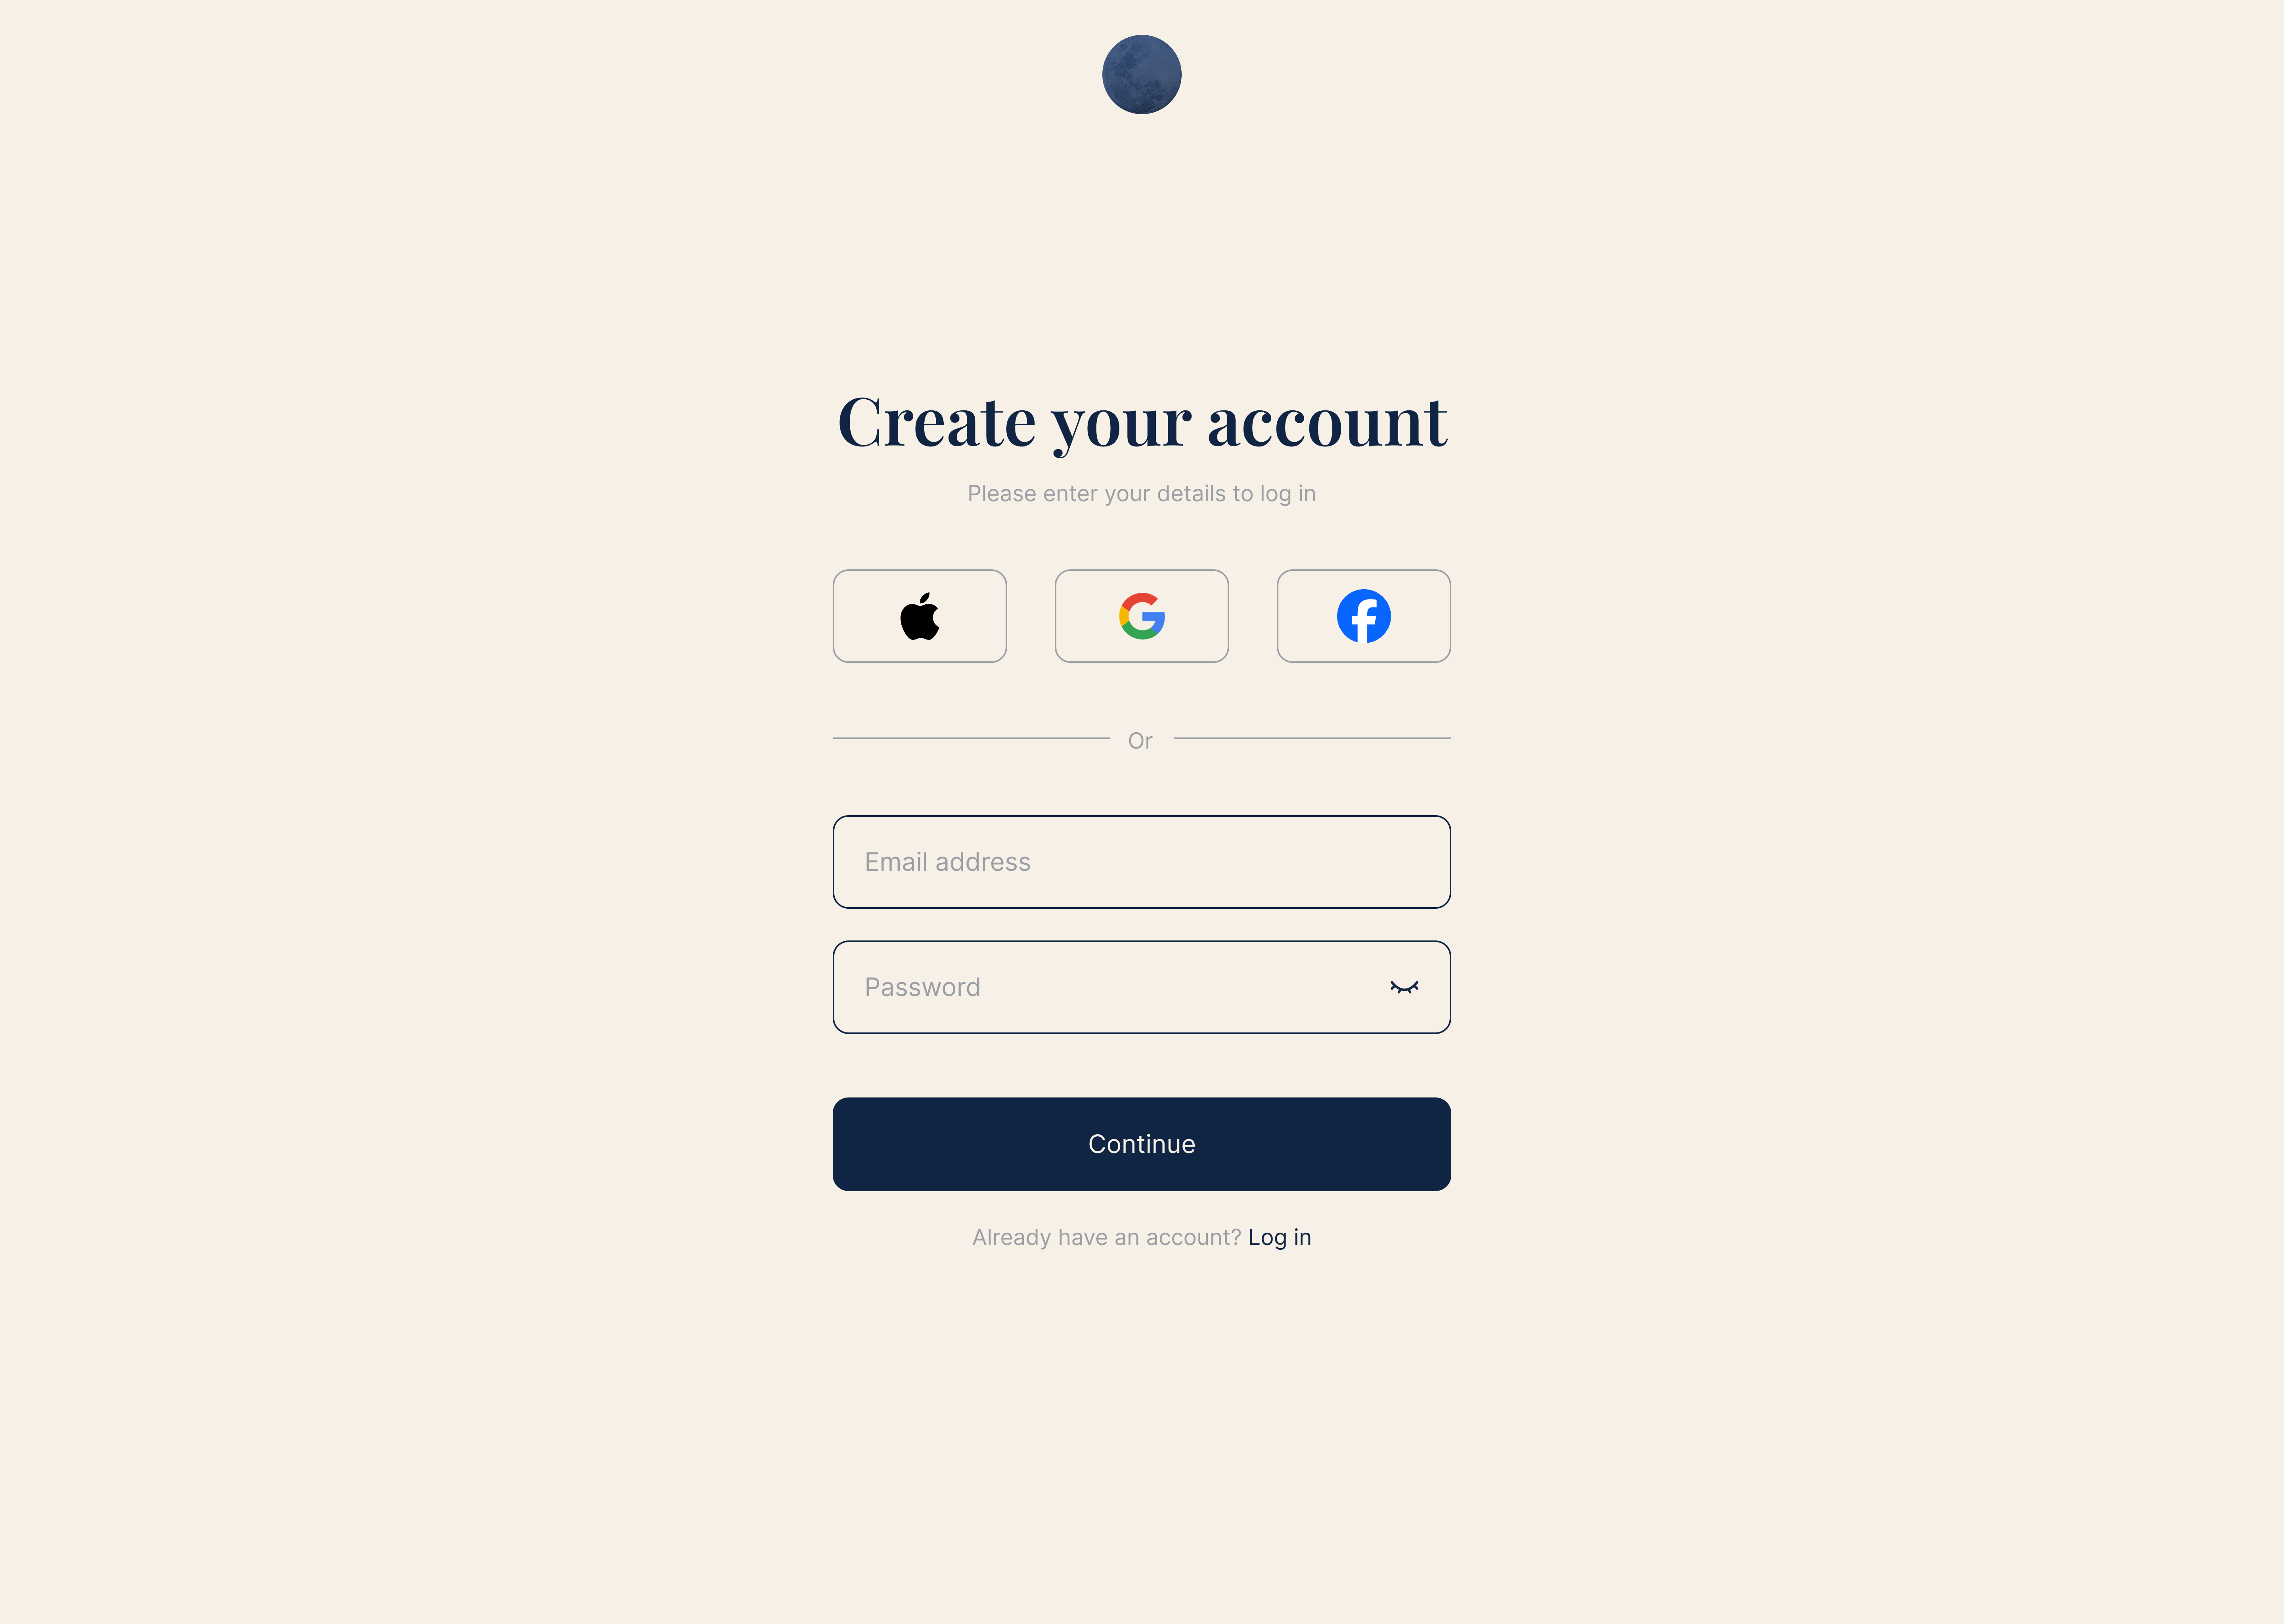 Create your account
Please enter your details to log in
Or
Email address
Password
Continue
Already have an account? Log in